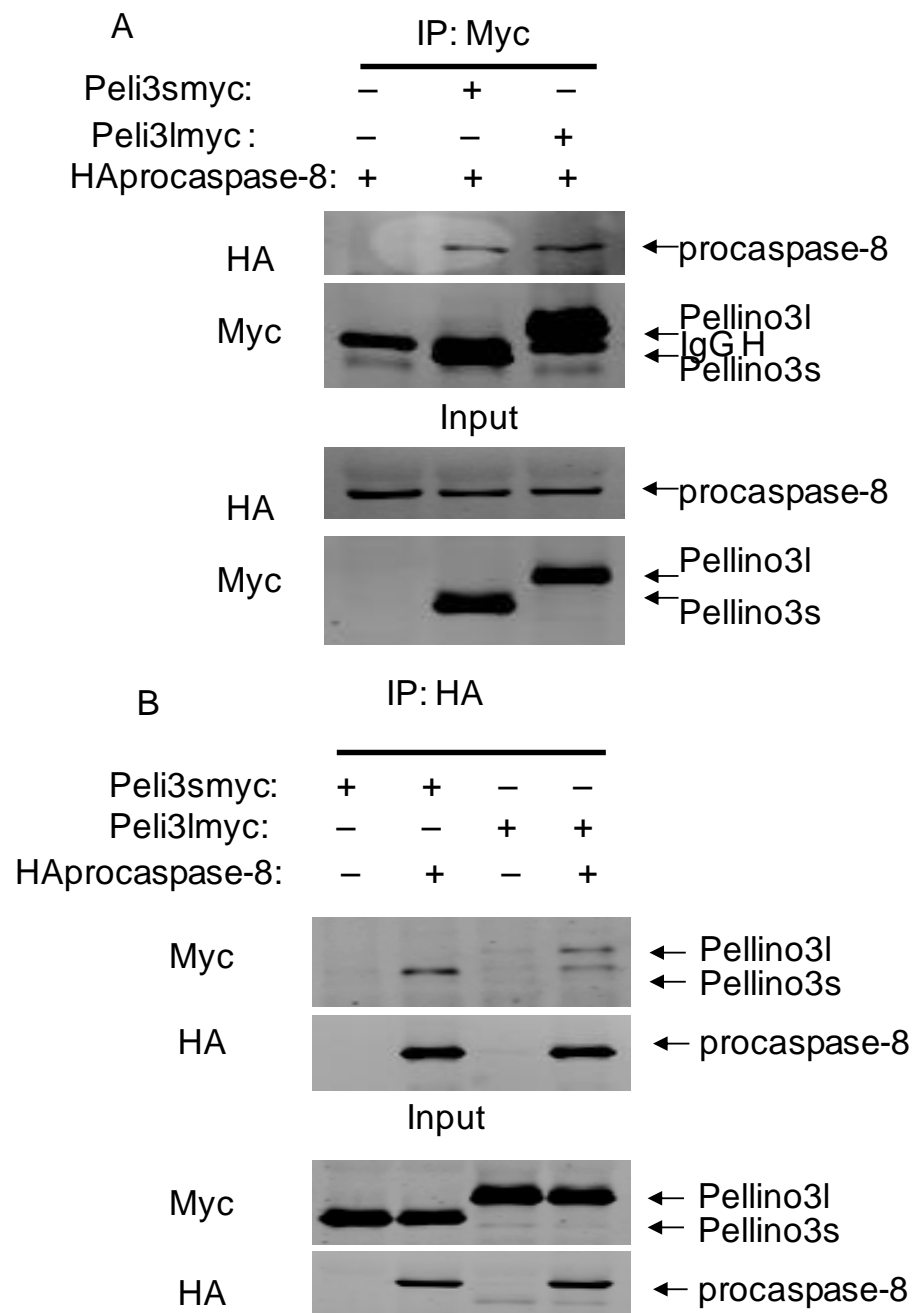 A
IP: Myc
Peli3smyc: – + –
Peli3lmyc : – – +
HAprocaspase-8: + + +
HA
procaspase-8
Myc
Pellino3l
IgG H
Pellino3s
Input
HA
procaspase-8
Myc
Pellino3l
Pellino3s
B
IP: HA
Peli3smyc: + + – –
Peli3lmyc: – – + +
HAprocaspase-8: – + – +
Myc
Pellino3l
Pellino3s
HA
procaspase-8
Input
Myc
Pellino3l
Pellino3s
HA
procaspase-8